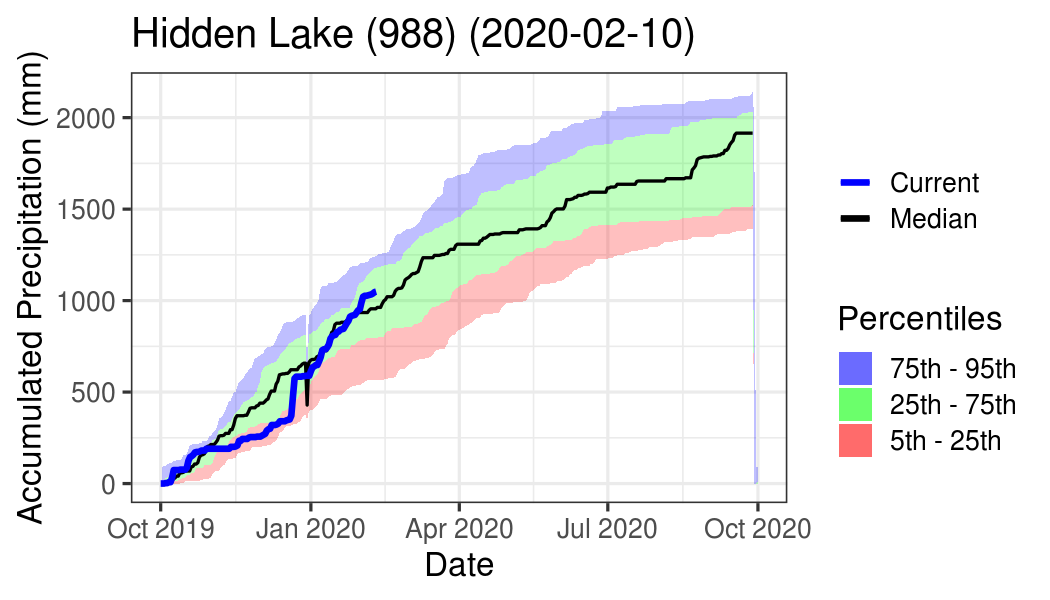 Hidden Lake (988) (2020-02-10)
Accumulated Precipitation (mm)
2000
1500
1000
500
0
Oct 2019
Jan 2020
Apr 2020
Jul 2020
Oct 2020
Date
Current
Median
Percentiles
75th - 95th
25th - 75th
5th - 25th